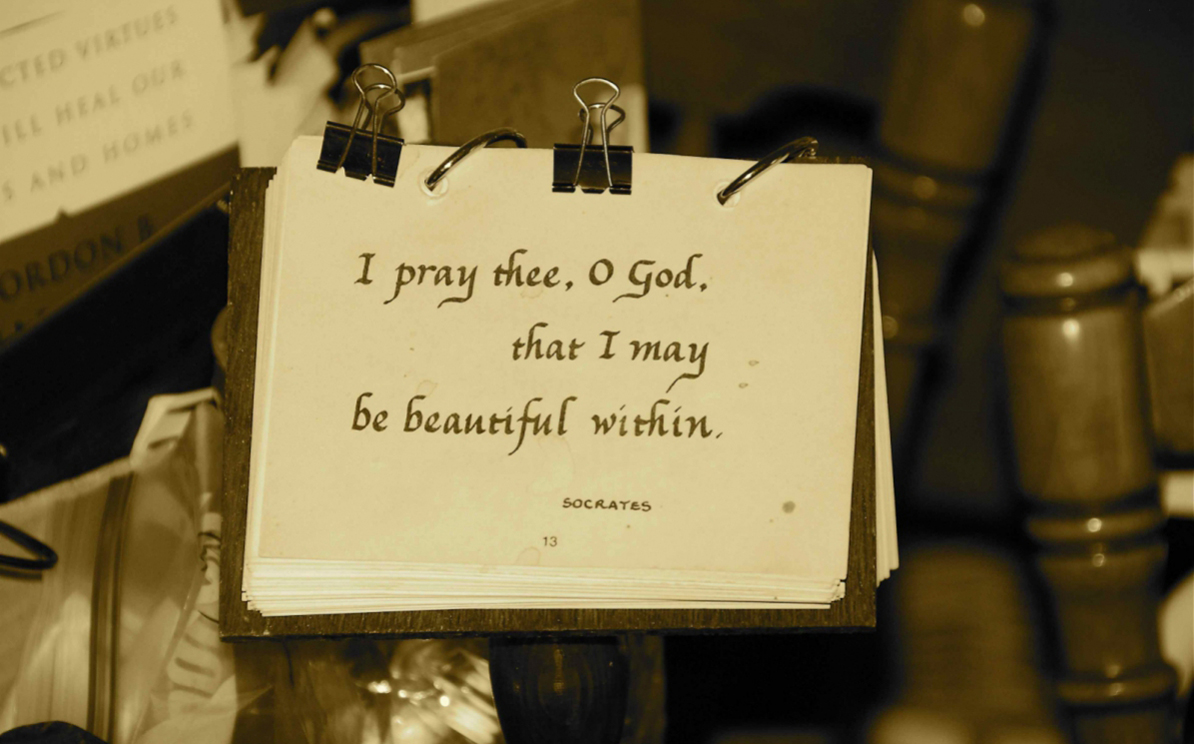 CTED VIRTUES
ILL HEAL OUR
S AND HOMES
ORDON B
I pray thee, O God,
that I may
be beautiful within.
SOCRATES
13